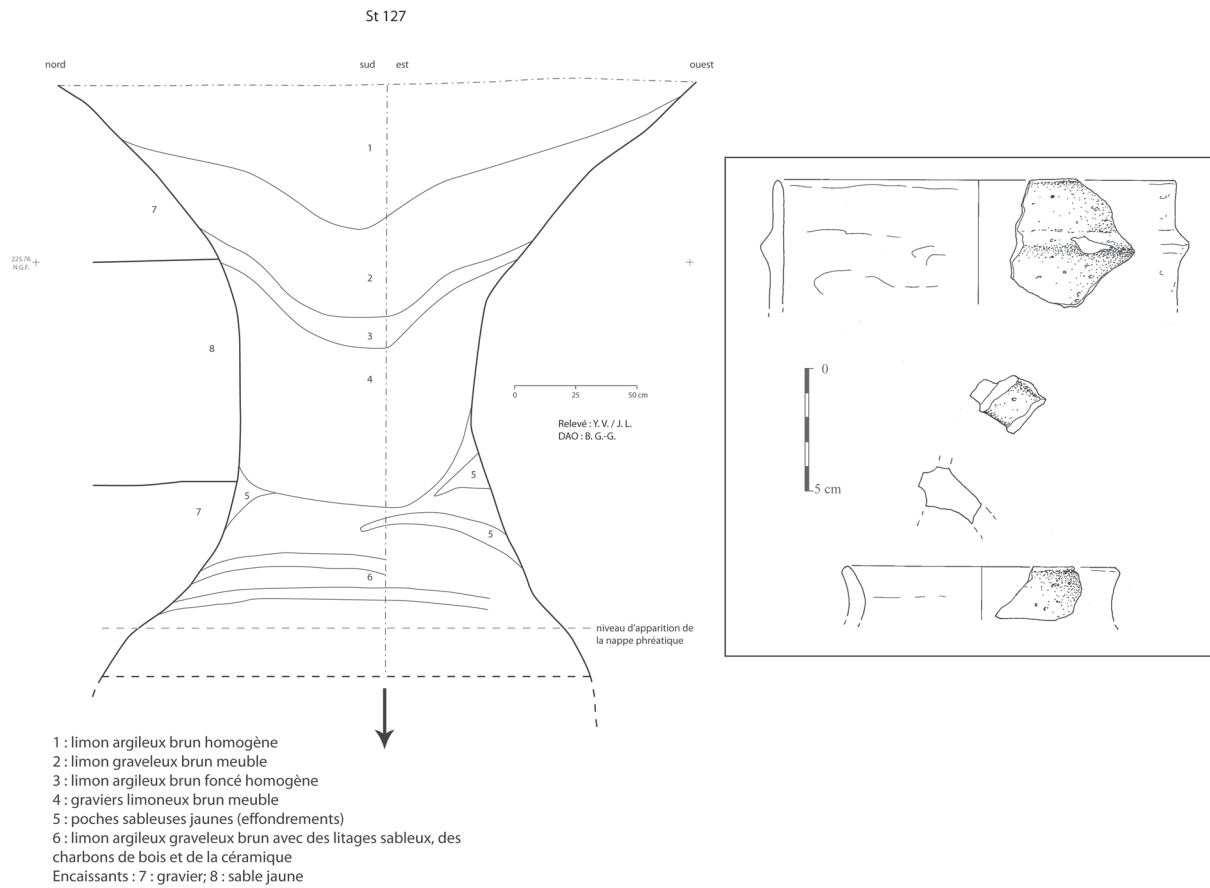 St 127
nord
sud
est
ouest
1
7
225.76
N.G.F.
2
3
8
4
0
25
50 cm
Relevé : Y. V. / J. L.
DAO : B. G.-G.
5
5
7
5
6
niveau d'apparition de
la nappe phréatique
0
5 cm
1 : limon argileux brun homogène
2 : limon graveleux brun meuble
3 : limon argileux brun foncé homogène
4 : graviers limoneux brun meuble
5 : poches sableuses jaunes (effondrements)
6 : limon argileux graveleux brun avec des litages sableux, des
charbons de bois et de la céramique
Encaissants : 7 : gravier; 8 : sable jaune